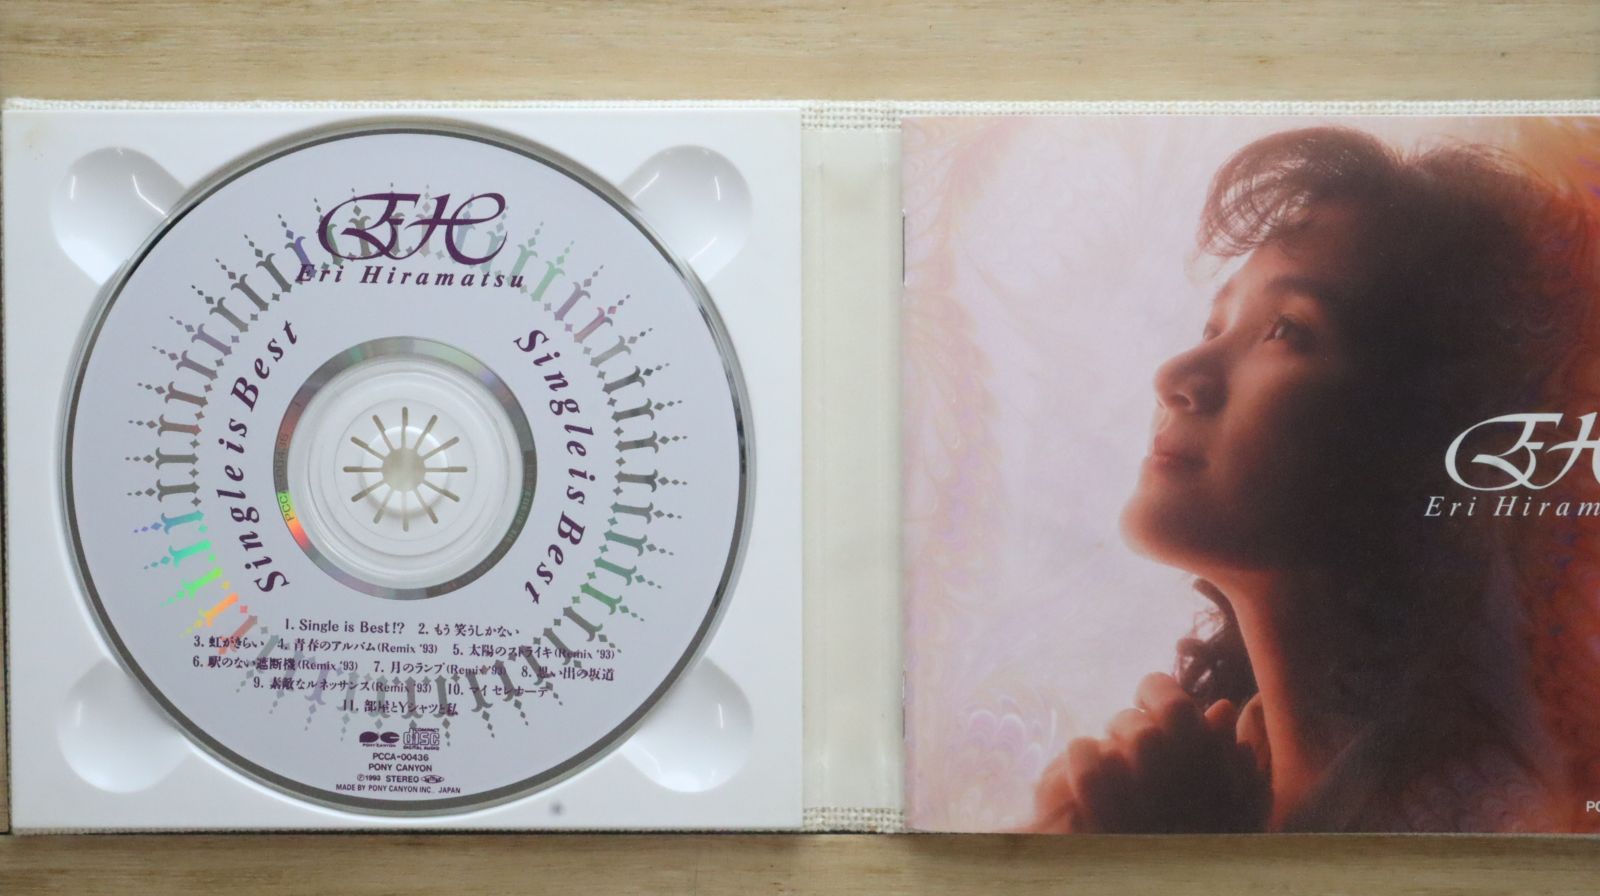 EH
Eri Hiramatsu
Single is Best
Single is Best
1. Single is Best!? 2. もう笑うしかない
3. 虹がきらい 4. 青春のアルバム(Remix '93) 5. 太陽のストライキ(Remix '93)
6. 駅のない遮断機(Remix '93) 7. 月のランプ(Remix '93) 8. 思い出の坂道
9. 素敵なルネッサンス(Remix '93) 10. マイ セレナーデ
11. 部屋とYシャツと私
PONY CANYON
COMPACT
disc
DIGITAL AUDIO
PCCA-00436
PONY CANYON
Ⓟ1993 STEREO
MADE BY PONY CANYON INC., JAPAN
EH
Eri Hiram